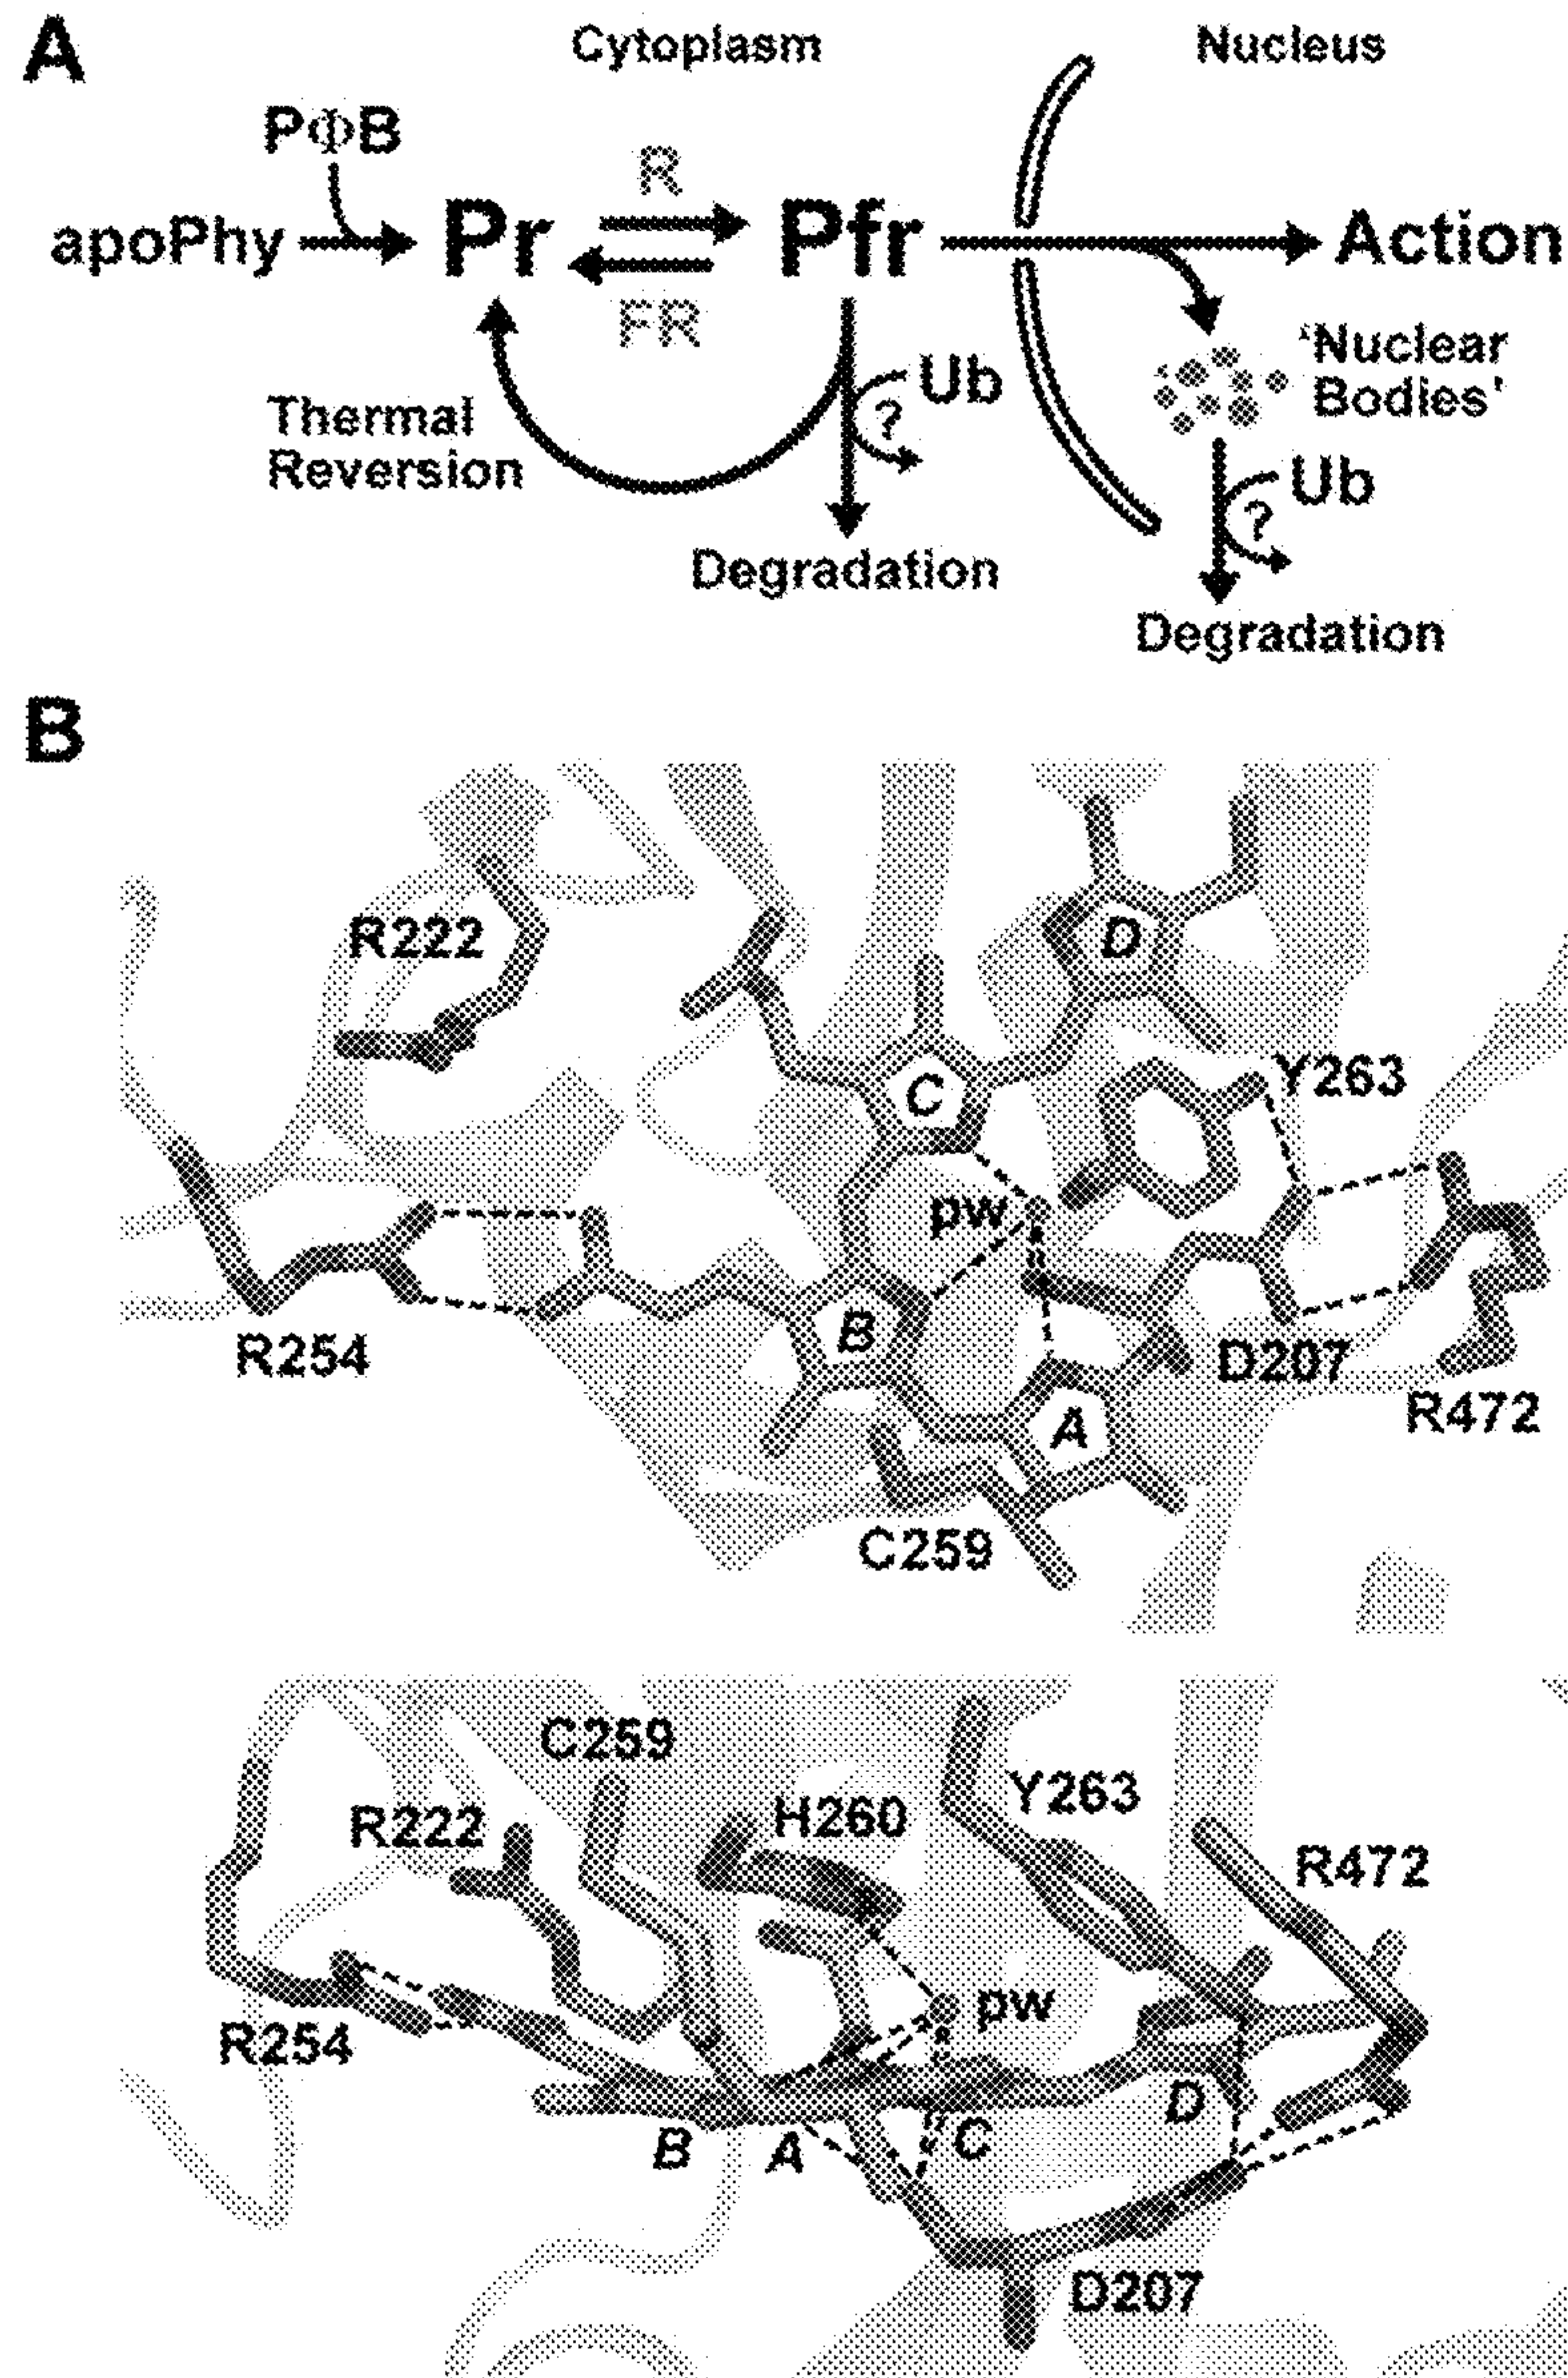 A
Cytoplasm
Nucleus
PΦB
R
apoPhy
Pr
Pfr
Action
FR
'Nuclear
Bodies'
Ub
?
Thermal
Reversion
Ub
?
Degradation
Degradation
B
R222
D
C
Y263
pw
B
R254
D207
A
R472
C259
C259
R222
H260
Y263
R472
pw
R254
D
B
A
C
D207